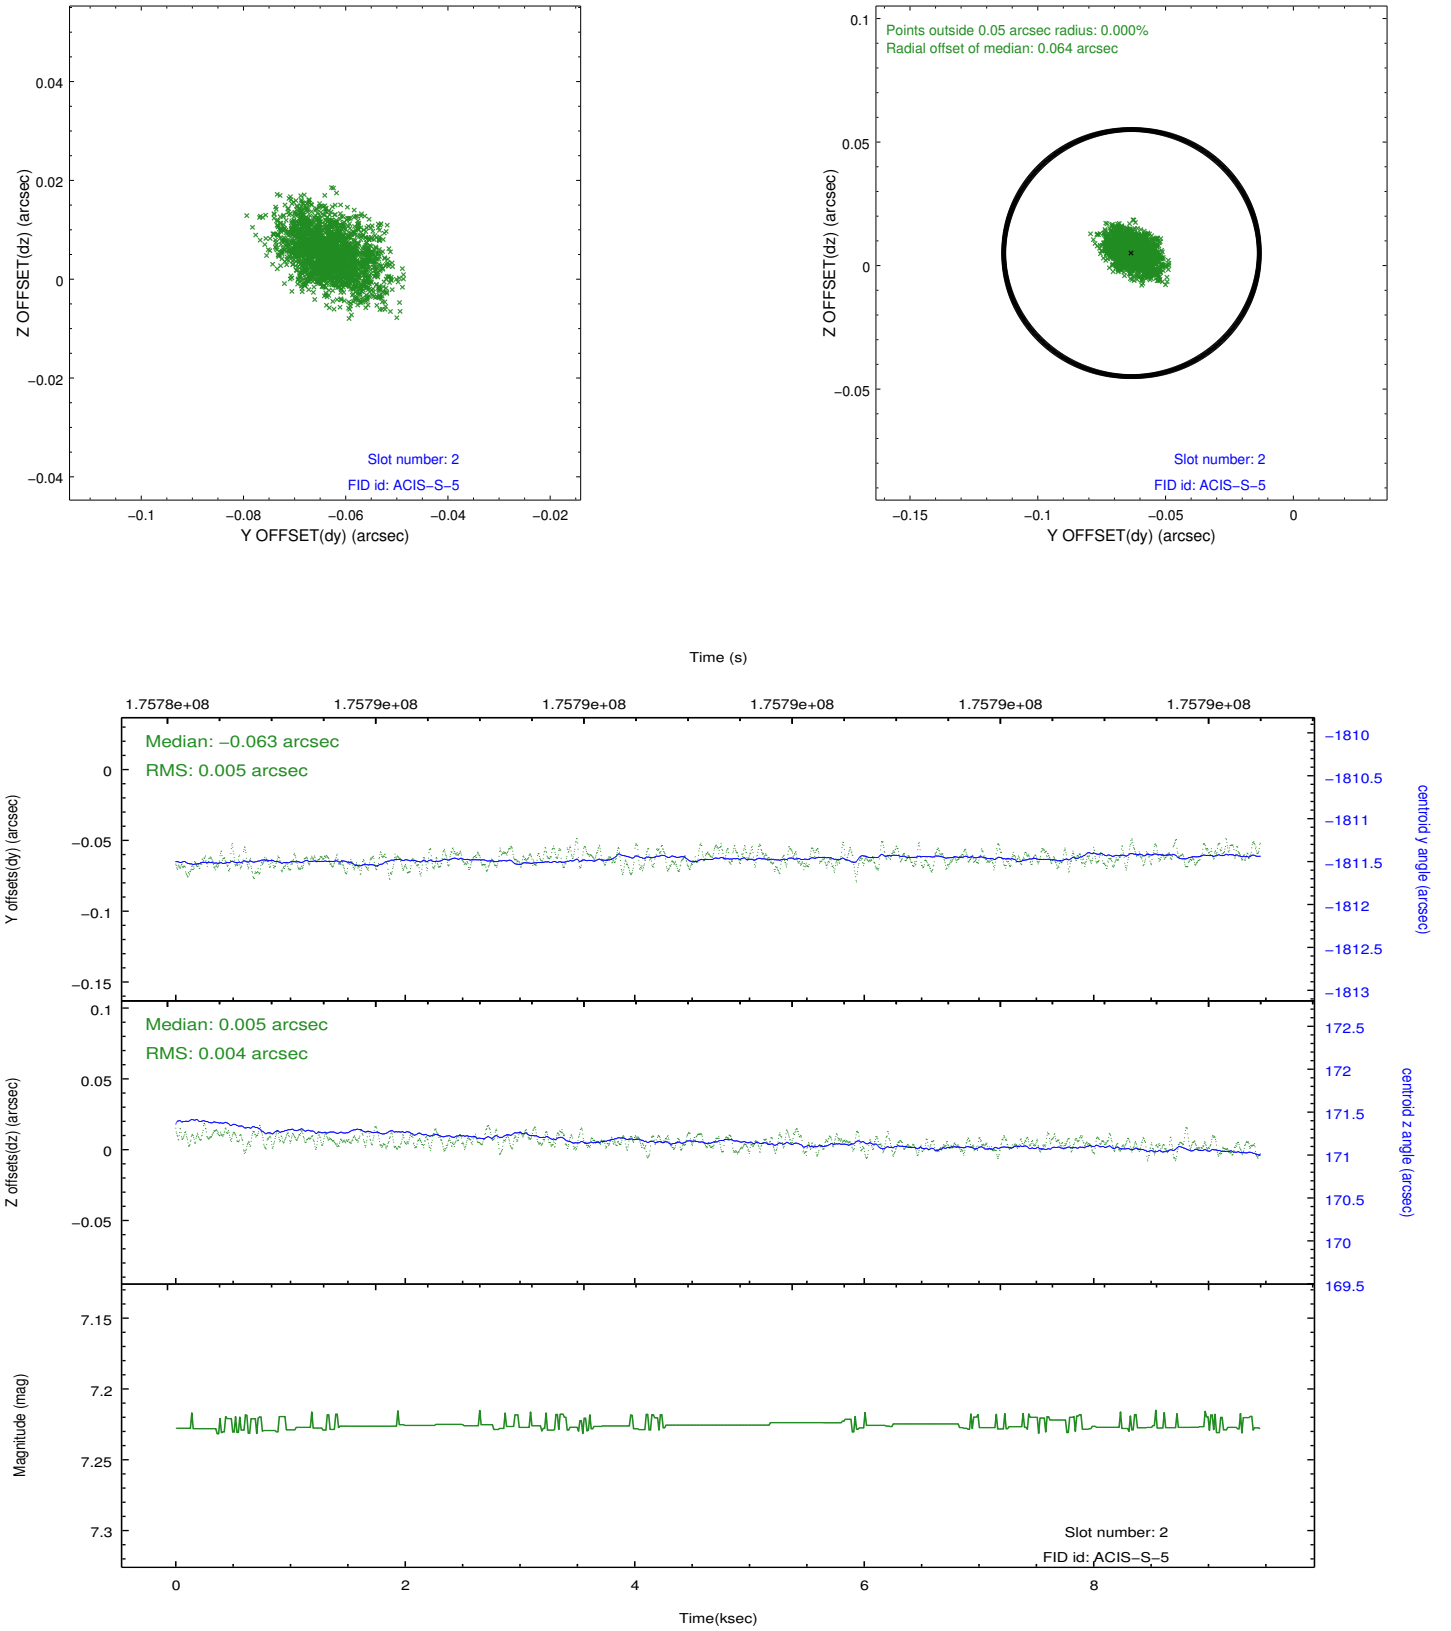 0.04
0.02
0
−0.02
−0.04
Z OFFSET(dz) (arcsec)
Slot number: 2
FID id: ACIS−S−5
−0.1
−0.08
−0.06
−0.04
−0.02
Y OFFSET(dy) (arcsec)
Points outside 0.05 arcsec radius: 0.000%
Radial offset of median: 0.064 arcsec
0.1
0.05
0
−0.05
Z OFFSET(dz) (arcsec)
Slot number: 2
FID id: ACIS−S−5
−0.15
−0.1
−0.05
0
Y OFFSET(dy) (arcsec)
Time (s)
1.7578e+08
1.7579e+08
1.7579e+08
1.7579e+08
1.7579e+08
1.7579e+08
Median: −0.063 arcsec
RMS: 0.005 arcsec
0
−0.05
−0.1
−0.15
Y offsets(dy) (arcsec)
−1810
−1810.5
−1811
−1811.5
−1812
−1812.5
−1813
centroid y angle (arcsec)
Median: 0.005 arcsec
RMS: 0.004 arcsec
0.1
0.05
0
−0.05
Z offsets(dz) (arcsec)
172.5
172
171.5
171
170.5
170
169.5
centroid z angle (arcsec)
7.15
7.2
7.25
7.3
Magnitude (mag)
Slot number: 2
FID id: ACIS−S−5
0
2
4
6
8
Time(ksec)